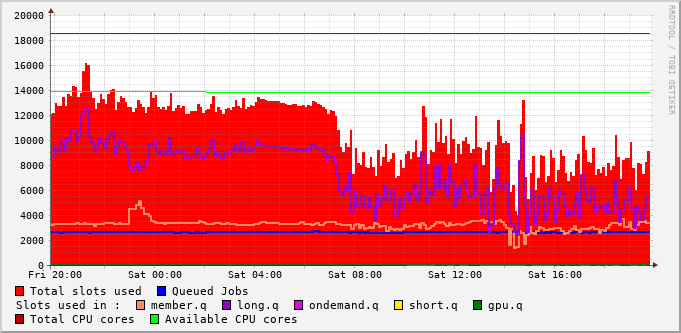 20000
18000
16000
14000
12000
10000
8000
6000
4000
2000
0
Fri 20:00 Sat 00:00 Sat 04:00 Sat 08:00 Sat 12:00 Sat 16:00
RRDTOOL / TOBI OETIKER
Total slots used Queued Jobs
Slots used in : member.q long.q ondemand.q short.q gpu.q
Total CPU cores Available CPU cores